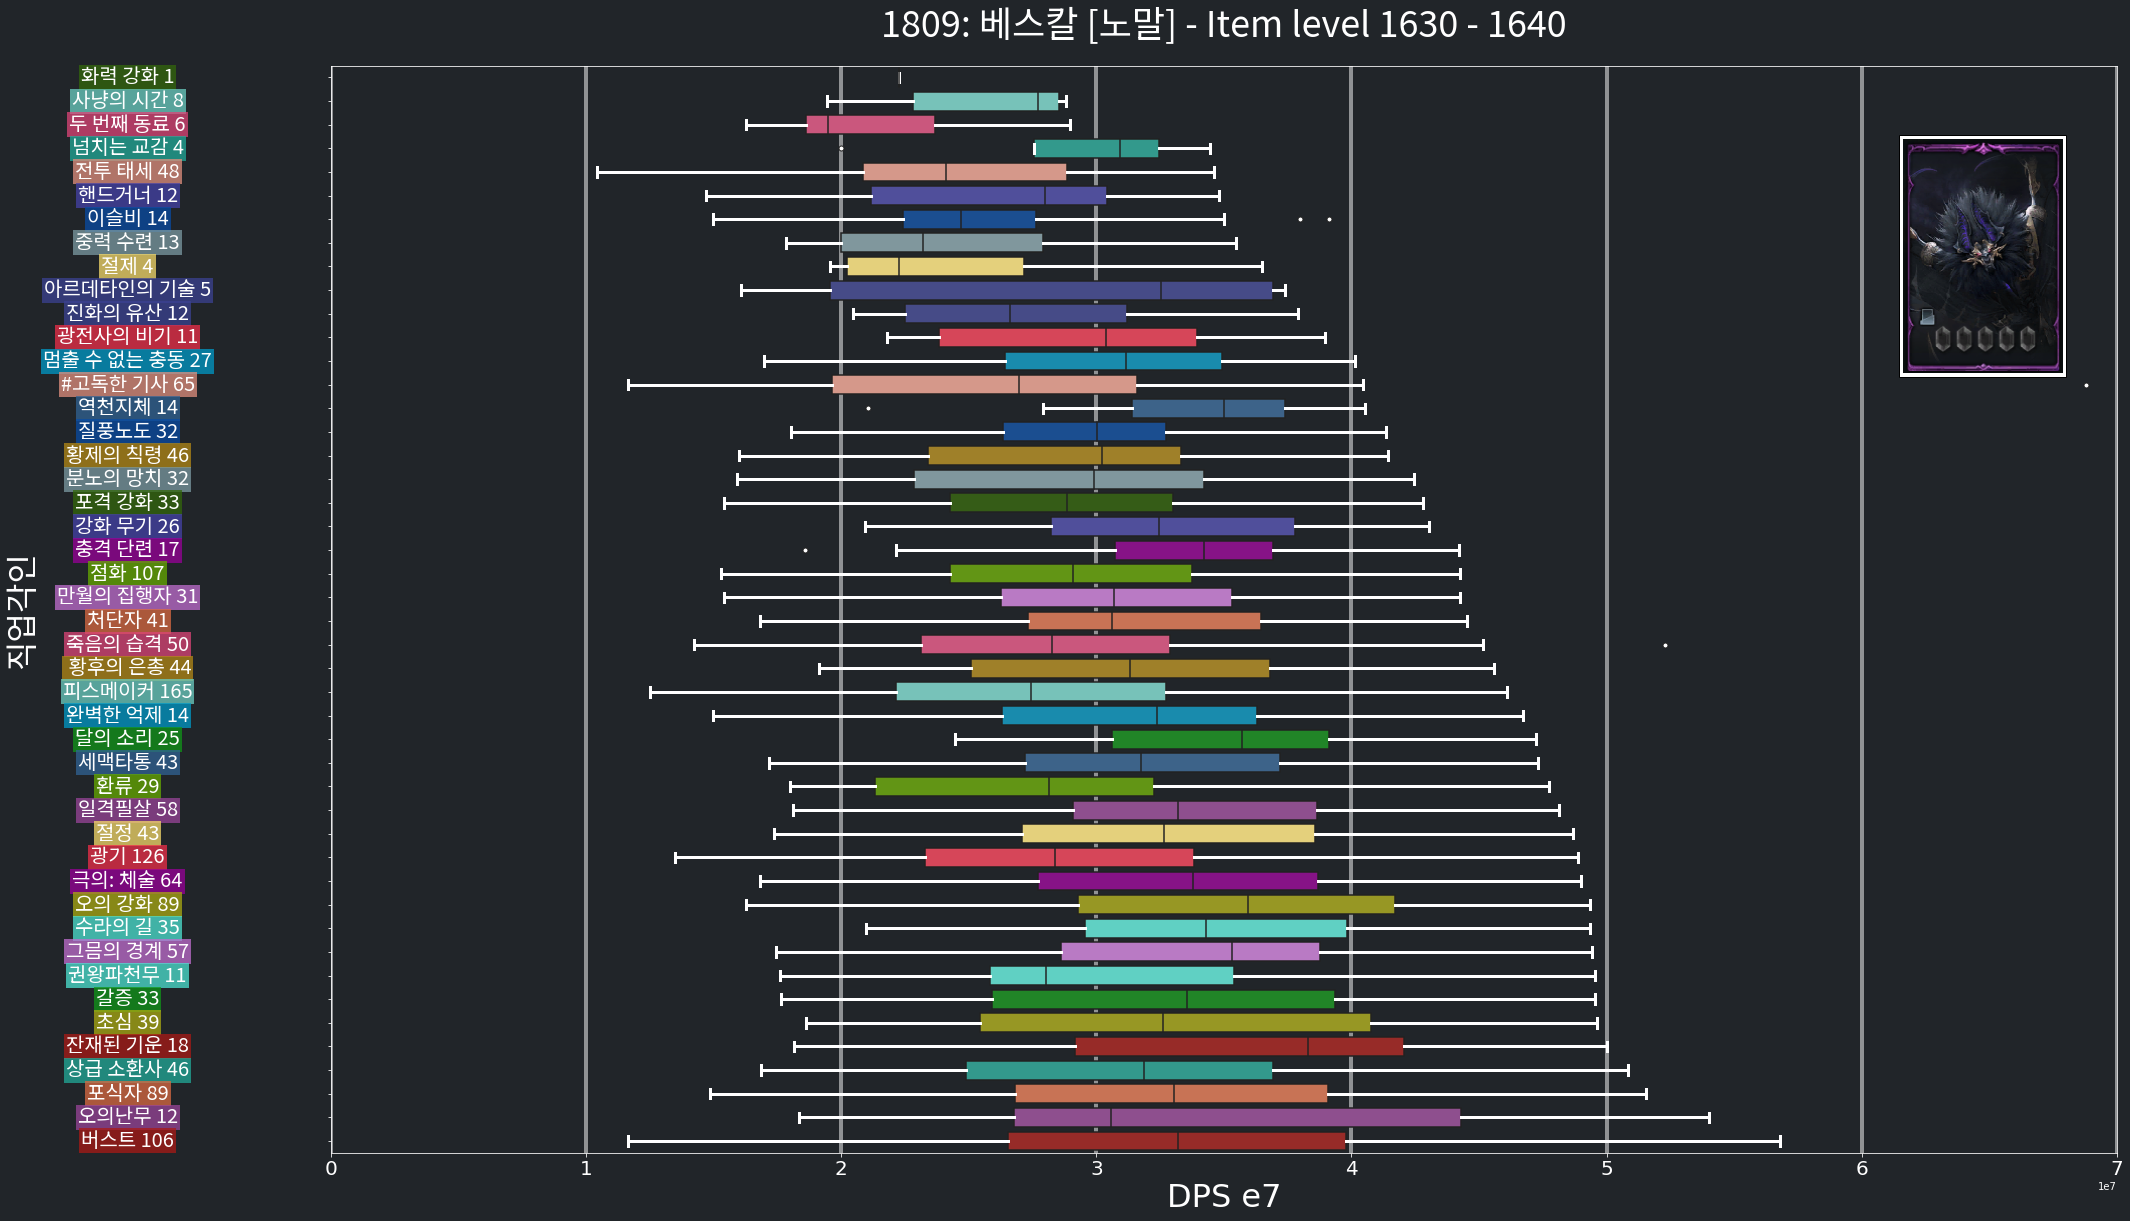 1809: 베스칼 [노말] - Item level 1630 - 1640
화력 강화 1
사냥의 시간 8
두 번째 동료 6
넘치는 교감 4
전투 태세 48
핸드거너 12
이슬비 14
중력 수련 13
절제 4
아르데타인의 기술 5
진화의 유산 12
광전사의 비기 11
멈출 수 없는 충동 27
#고독한 기사 65
역천지체 14
질풍노도 32
황제의 칙령 46
분노의 망치 32
포격 강화 33
강화 무기 26
충격 단련 17
점화 107
만월의 집행자 31
처단자 41
죽음의 습격 50
황후의 은총 44
피스메이커 165
완벽한 억제 14
달의 소리 25
세맥타통 43
환류 29
일격필살 58
절정 43
광기 126
극의: 체술 64
오의 강화 89
수라의 길 35
그믐의 경계 57
권왕파천무 11
갈증 33
초심 39
잔재된 기운 18
상급 소환사 46
포식자 89
오의난무 12
버스트 106
직업각인
0 1 2 3 4 5 6 7
1e7
DPS e7